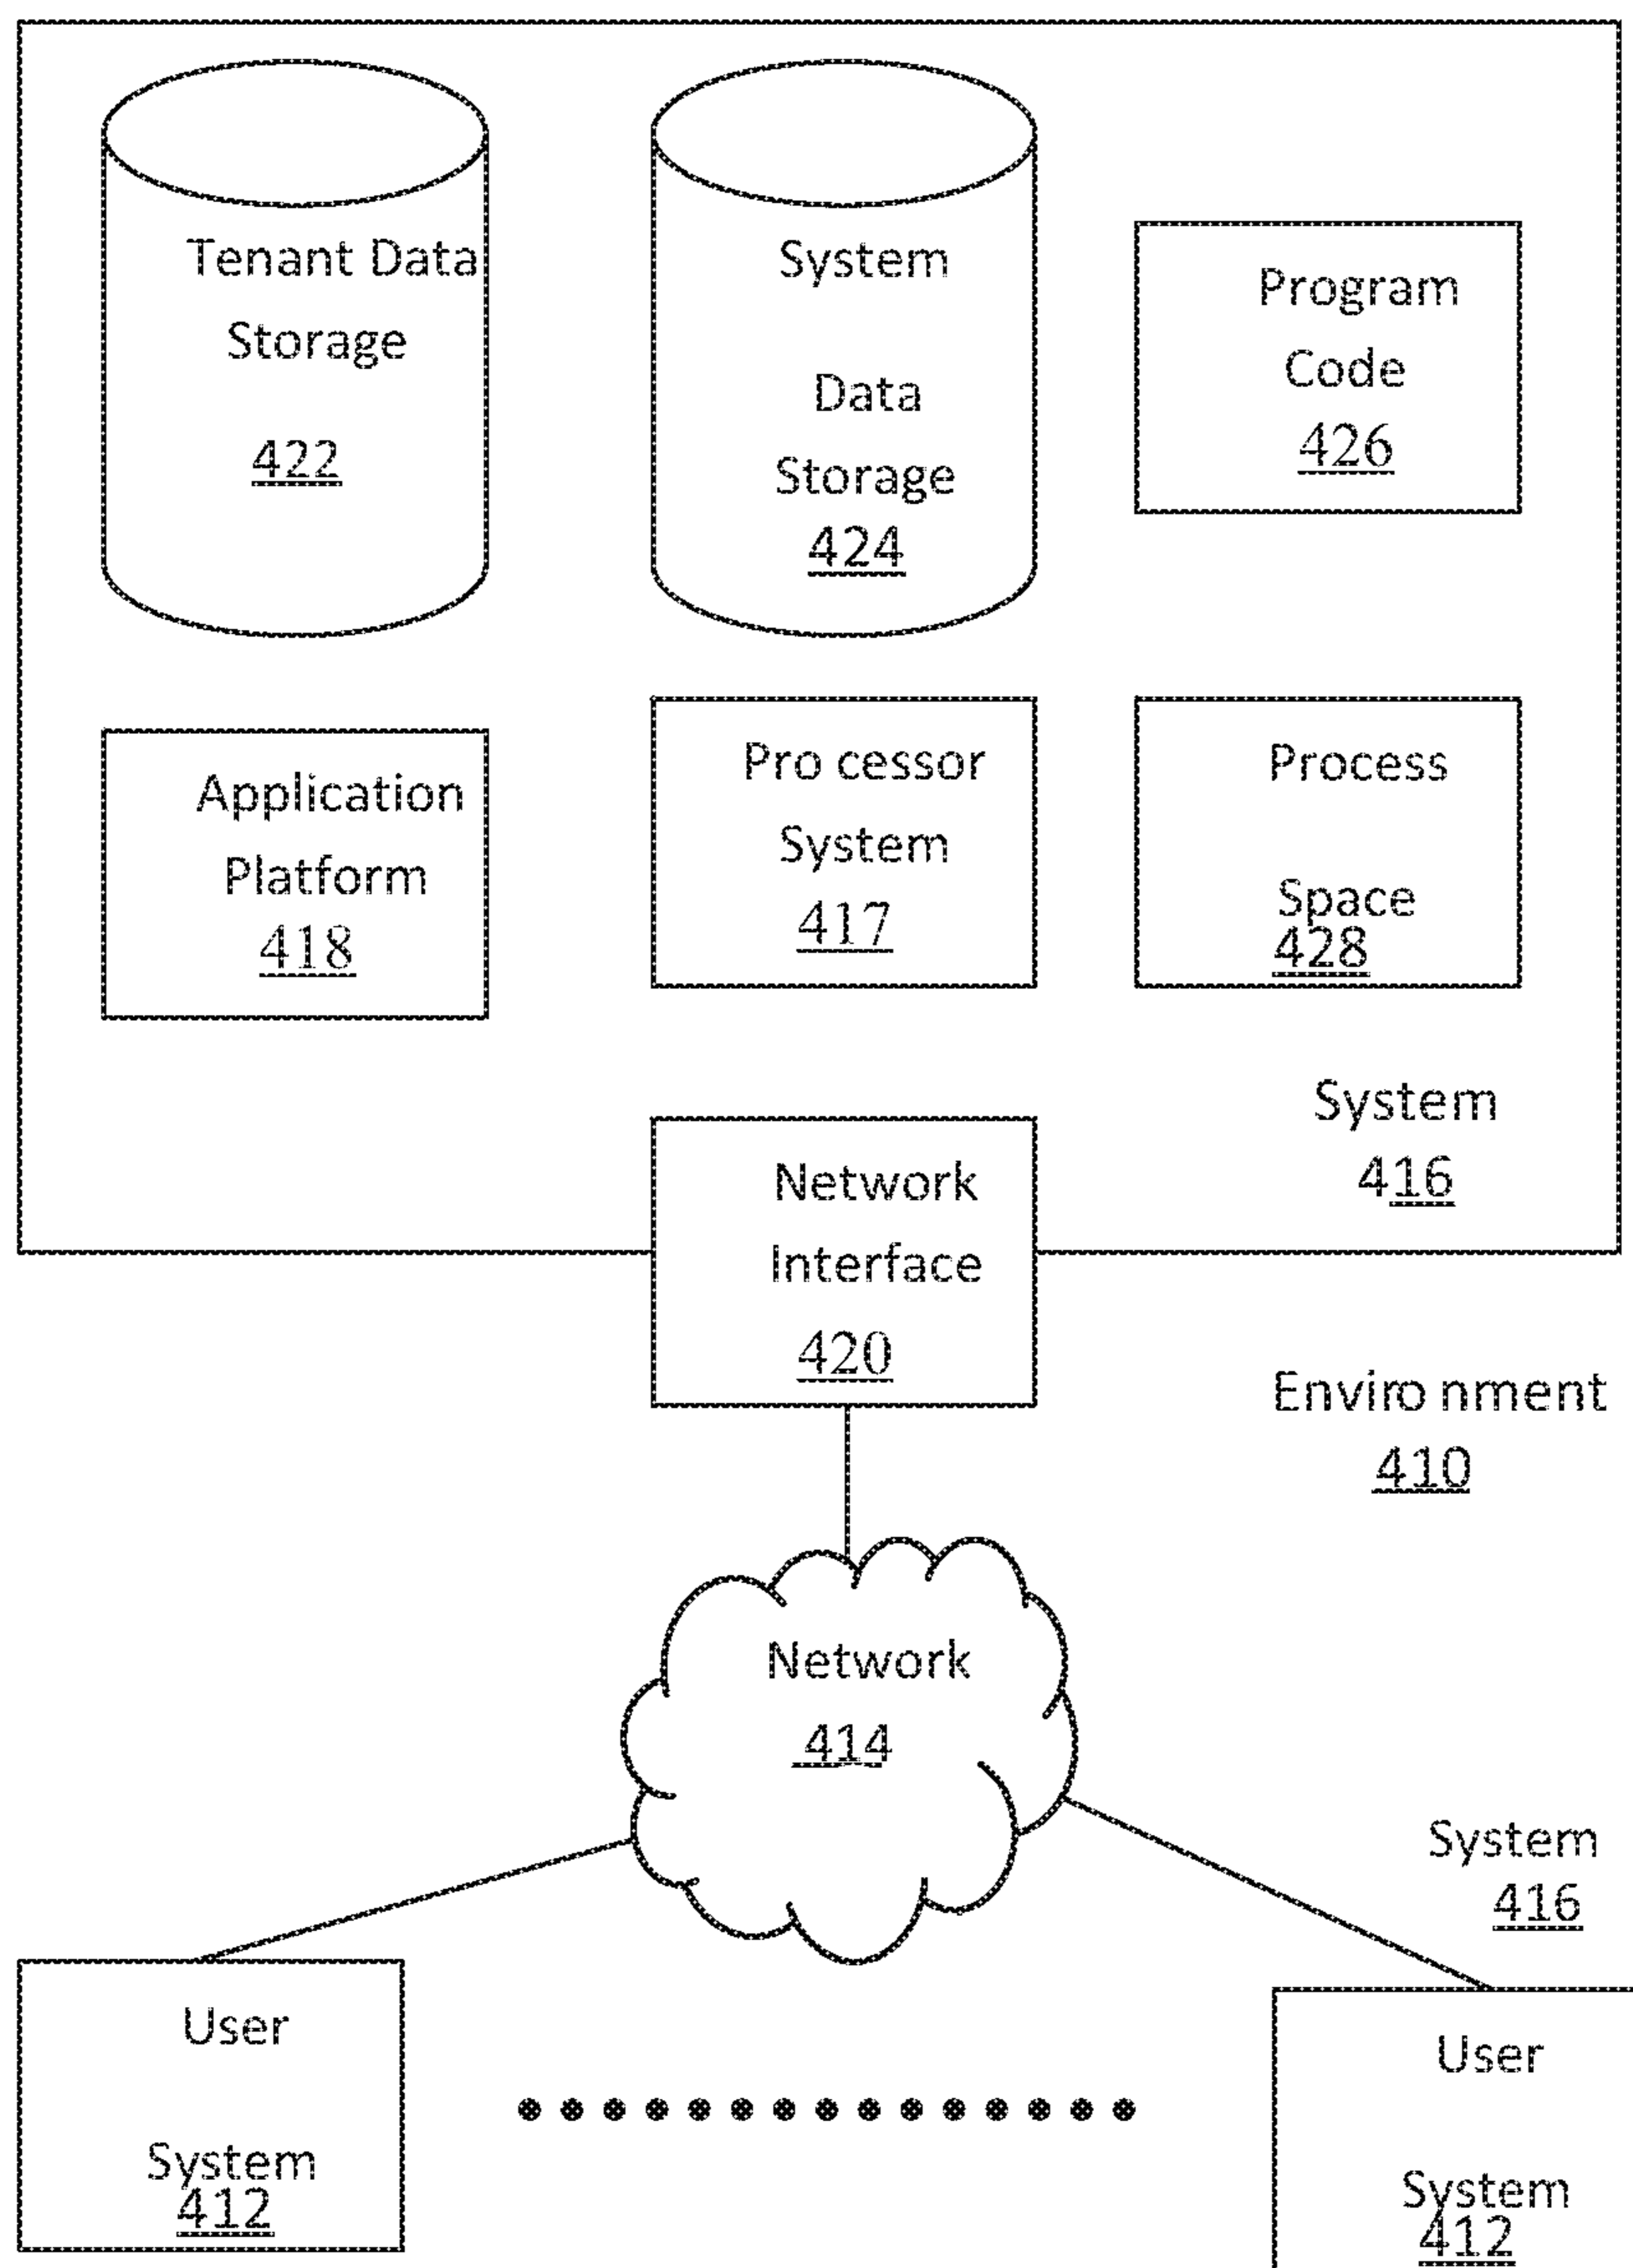 Tenant Data
Storage
422
System
Data
Storage
424
Program
Code
426
Application
Platform
418
Pro cessor
System
417
Process
Space
428
System
416
Network
Interface
420
Enviro nment
410
Network
414
System
416
User
System
412
User
System
412